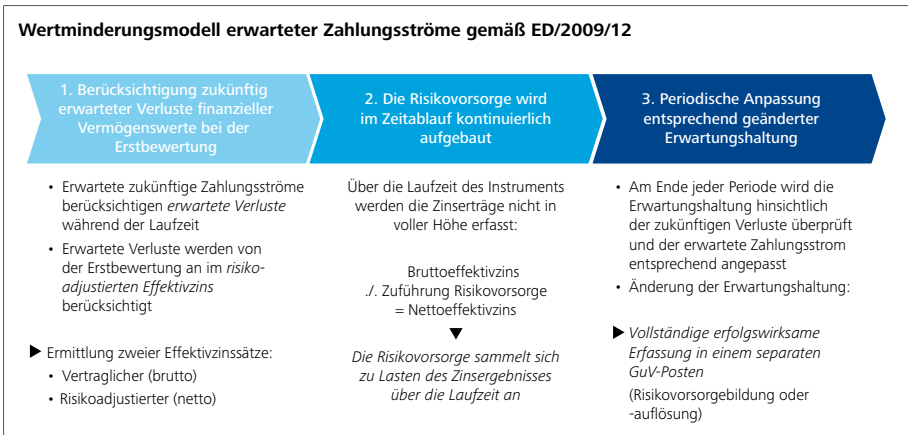 Wertminderungsmodell erwarteter Zahlungsströme gemäß ED/2009/12
1. Berücksichtigung zukünftig
erwarteter Verluste finanzieller
Vermögenswerte bei der
Erstbewertung
• Erwartete zukünftige Zahlungsströme
berücksichtigen erwartete Verluste
während der Laufzeit
• Erwartete Verluste werden von
der Erstbewertung an im risiko-
adjustierten Effektivzins
berücksichtigt
▶ Ermittlung zweier Effektivzinssätze:
• Vertraglicher (brutto)
• Risikoadjustierter (netto)
2. Die Risikovorsorge wird
im Zeitablauf kontinuierlich
aufgebaut
Über die Laufzeit des Instruments
werden die Zinserträge nicht in
voller Höhe erfasst:
Bruttoeffektivzins
./. Zuführung Risikovorsorge
= Nettoeffektivzins
▼
Die Risikovorsorge sammelt sich
zu Lasten des Zinsergebnisses
über die Laufzeit an
3. Periodische Anpassung
entsprechend geänderter
Erwartungshaltung
• Am Ende jeder Periode wird die
Erwartungshaltung hinsichtlich
der zukünftigen Verluste überprüft
und der erwartete Zahlungsstrom
entsprechend angepasst
• Änderung der Erwartungshaltung:
▶ Vollständige erfolgswirksame
Erfassung in einem separaten
GuV-Posten
(Risikovorsorgebildung oder
-auflösung)